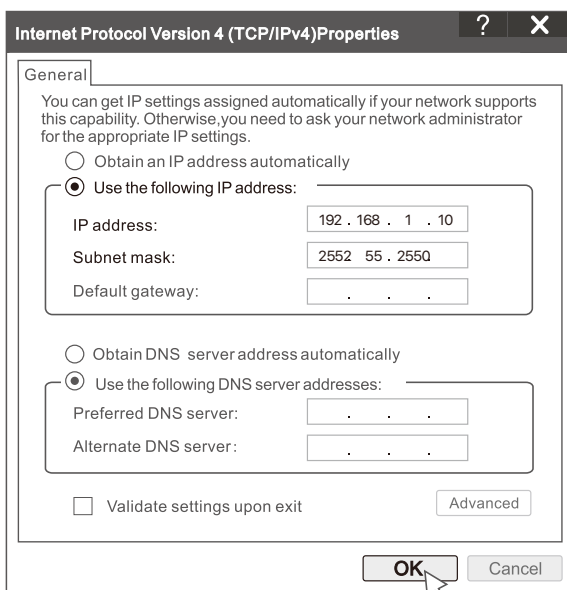 Internet Protocol Version 4 (TCP/IPv4)Properties ? X
General
You can get IP settings assigned automatically if your network supports
this capability. Otherwise,you need to ask your network administrator
for the appropriate IP settings.
Obtain an IP address automatically
Use the following IP address:
IP address: 192 . 168 . 1 . 10
Subnet mask: 2552 55 . 2550
Default gateway: . . .
Obtain DNS server address automatically
Use the following DNS server addresses:
Preferred DNS server: . . .
Alternate DNS server: . . .
Validate settings upon exit
Advanced
OK Cancel